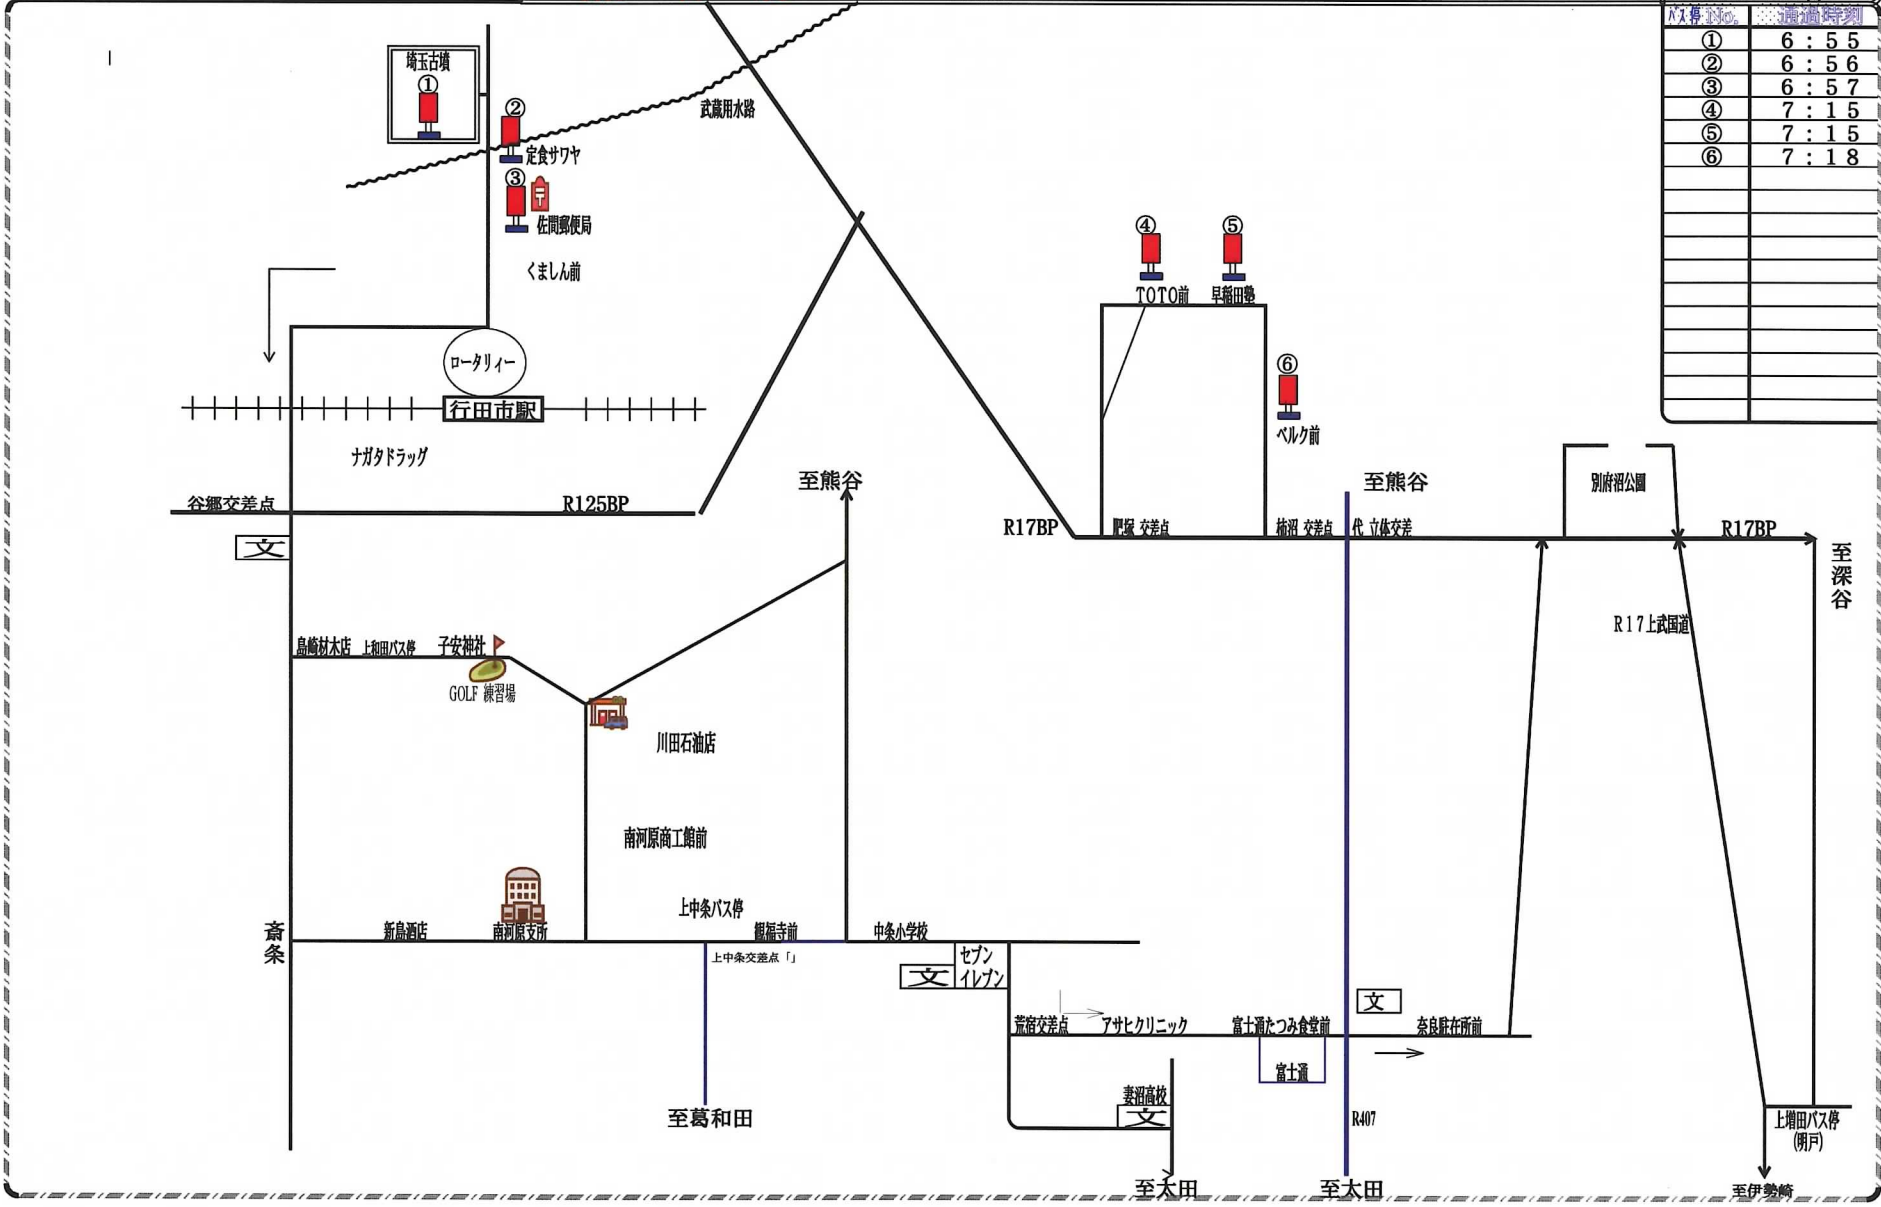 バス停No. 通過時刻
① 6:55
② 6:56
③ 6:57
④ 7:15
⑤ 7:15
⑥ 7:18
埼玉古墳
①
②
定食サワヤ
③
佐間郵便局
くましん前
武蔵用水路
ロータリィー
行田市駅
ナガタドラッグ
谷郷交差点
R125BP
文
④
TOTO前
⑤
早稲田塾
⑥
ベルク前
至熊谷
至熊谷
R17BP
肥塚 交差点
柿沼 交差点
代 立体交差
別府沼公園
R17BP
至深谷
R17上武国道
島崎材木店
上和田バス停
子安神社
GOLF 練習場
川田石油店
南河原商工館前
上中条バス停
斎条
新島酒店
南河原支所
観福寺前
中条小学校
上中条交差点「」
セブン
イレブン
文
荒宿交差点
アサヒクリニック
富士通たつみ食堂前
文
奈良駐在所前
富士通
妻沼高校
文
至葛和田
R407
上増田バス停
(明戸)
至太田
至太田
至伊勢崎